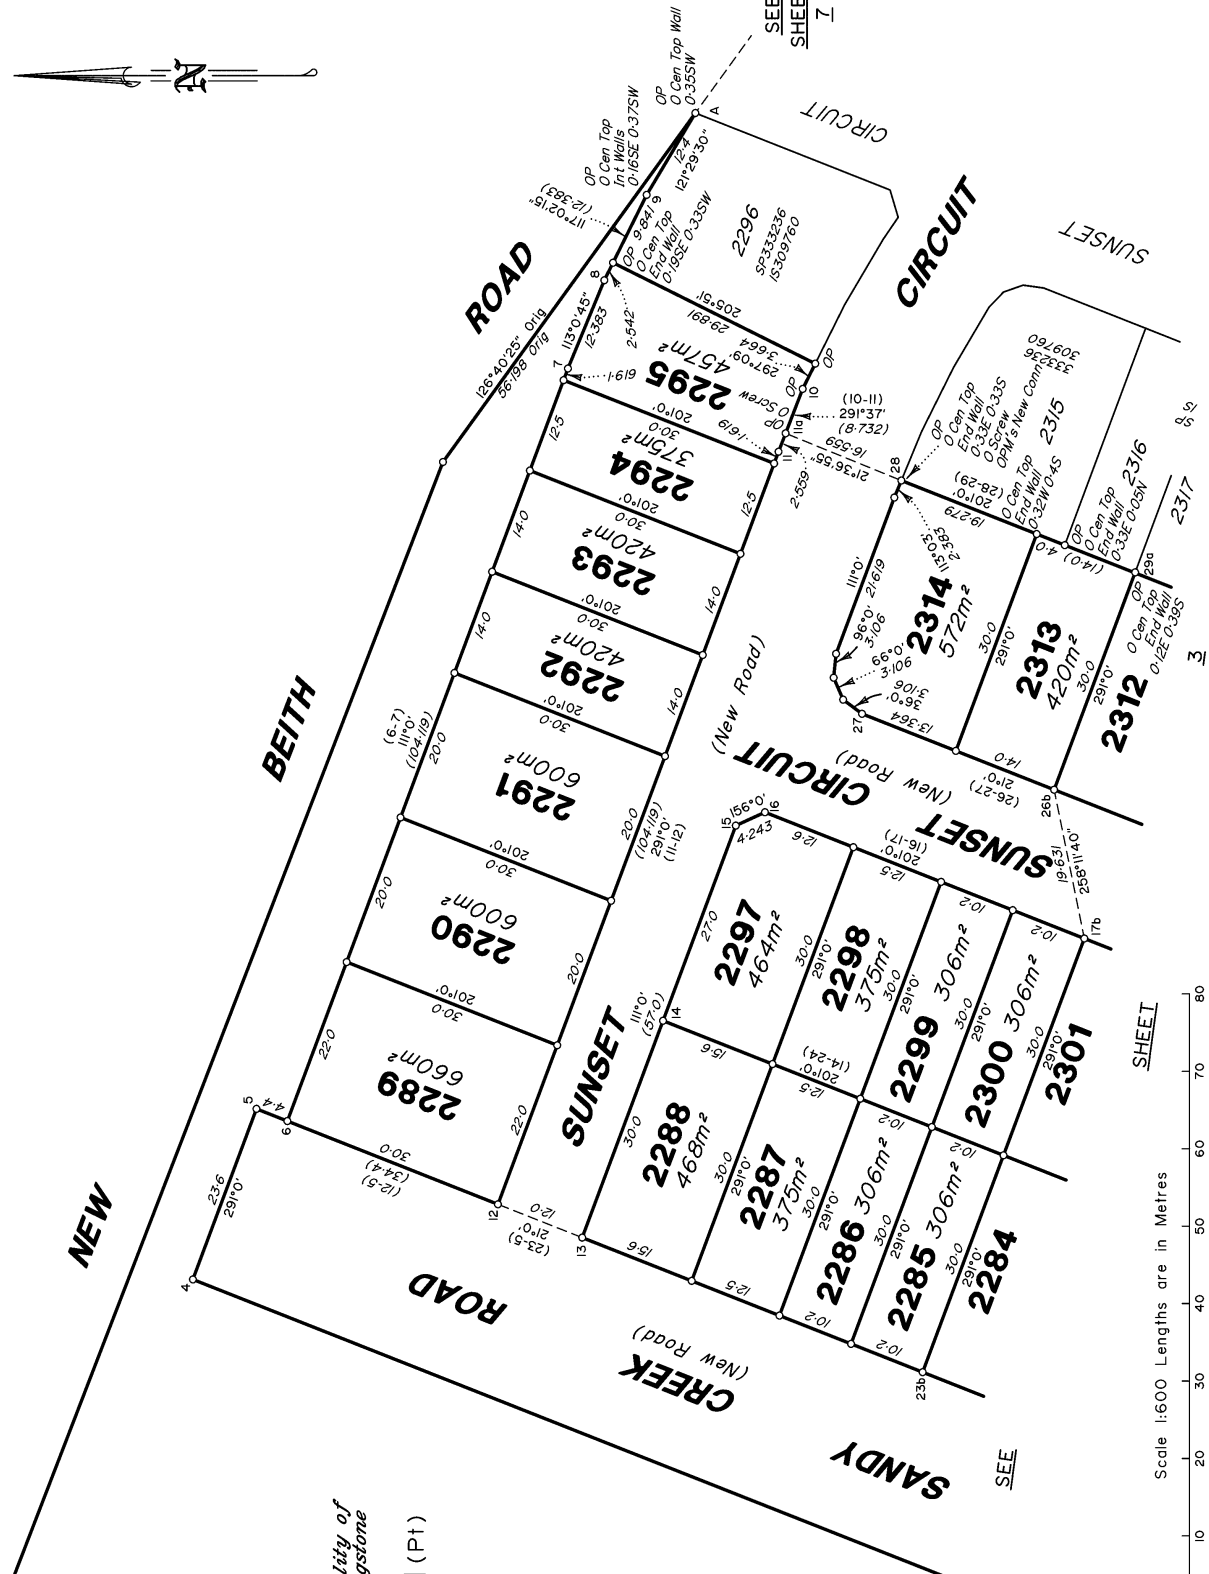 N
SEE
SHEET
7
OP
O Cen Top Wall
0·35SW
A
OP
O Cen Top
Int Walls
0·16SE 0·37SW
117°02'15"
(12·383)
12·4
121°29'30"
9
9·841
OP
O Cen Top
End Wall
0·19SE 0·33SW
8
2296
SP333236
IS309760
CIRCUIT
SUNSET
ROAD
BEITH
NEW
126°40'25" Orig
56·198 Orig
113°0'45"
12·383
2·542
7
1·619
205°51'
29·891
3·664
297°09'
OP
OP
10
2295
457m²
O Screw
OP
11a
11
1·619
2·559
(10-11)
291°37'
(8·732)
16·559
21°36'55"
201°0'
30·0
12·5
2294
375m²
12·5
201°0'
30·0
14·0
2293
420m²
14·0
201°0'
30·0
14·0
2292
420m²
14·0
201°0'
30·0
(6-7)
111°0'
(104·119)
20·0
2291
600m²
20·0
(104·119)
291°0'
(11-12)
201°0'
30·0
20·0
2290
600m²
20·0
201°0'
30·0
22·0
2289
660m²
22·0
5
4·4
6
30·0
(34·4)
(12-5)
23·6
291°0'
4
12
12·0
21°0'
(23-5)
13
CIRCUIT
SUNSET
(New Road)
28
OP
O Cen Top
End Wall
0·33E 0·33S
O Screw
OPM's New Conn
333236
309760
2315
19·279
201°0'
(28-29)
O Cen Top
End Wall
0·32W 0·4S
2316
4·0
(14·0)
OP
O Cen Top
End Wall
0·33E 0·05N
29a
2317
111°0'
21·619
113°03'
2·383
96°0'
3·106
66°0'
3·106
36°0'
3·106
27
2314
572m²
13·364
30·0
291°0'
2313
420m²
14·0
21°0'
(26-27)
26b
30·0
291°0'
2312
OP
O Cen Top
End Wall
0·12E 0·39S
3
CIRCUIT
(New Road)
SUNSET
19·631
258°11'40"
17b
15
156°0'
4·243
16
12·6
201°0'
(16-17)
12·5
10·2
10·2
27·0
2297
464m²
30·0
291°0'
2298
375m²
30·0
291°0'
2299 306m²
30·0
291°0'
2300 306m²
30·0
291°0'
2301
111°0'
(57·0)
14
15·6
(14-24)
201°0'
12·5
10·2
10·2
30·0
2288
468m²
30·0
291°0'
2287
375m²
30·0
291°0'
2286 306m²
30·0
291°0'
2285 306m²
30·0
291°0'
2284
15·6
12·5
10·2
10·2
23b
ROAD
(New Road)
CREEK
SANDY
SEE
SHEET
lity of
gstone
(Pt)
Scale 1:600 Lengths are in Metres
10 20 30 40 50 60 70 80